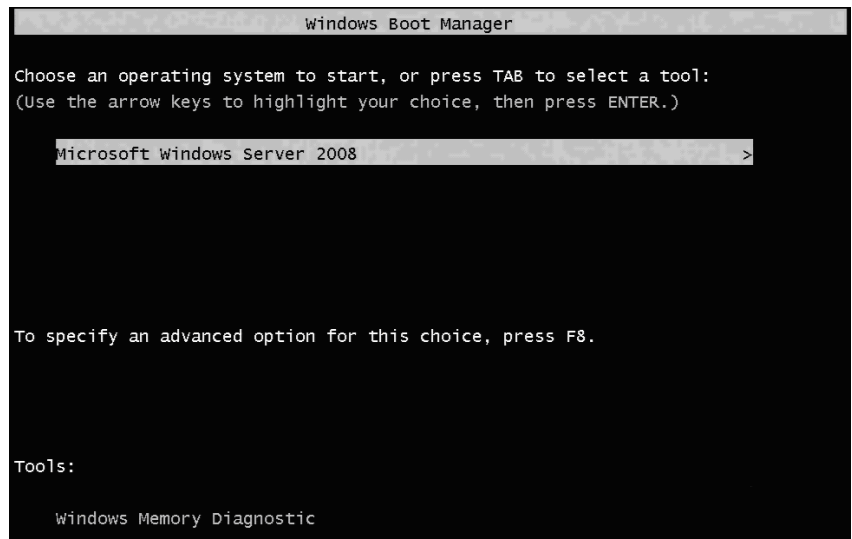 Windows Boot Manager
Choose an operating system to start, or press TAB to select a tool:
(Use the arrow keys to highlight your choice, then press ENTER.)
Microsoft Windows Server 2008 >
To specify an advanced option for this choice, press F8.
Tools:
Windows Memory Diagnostic